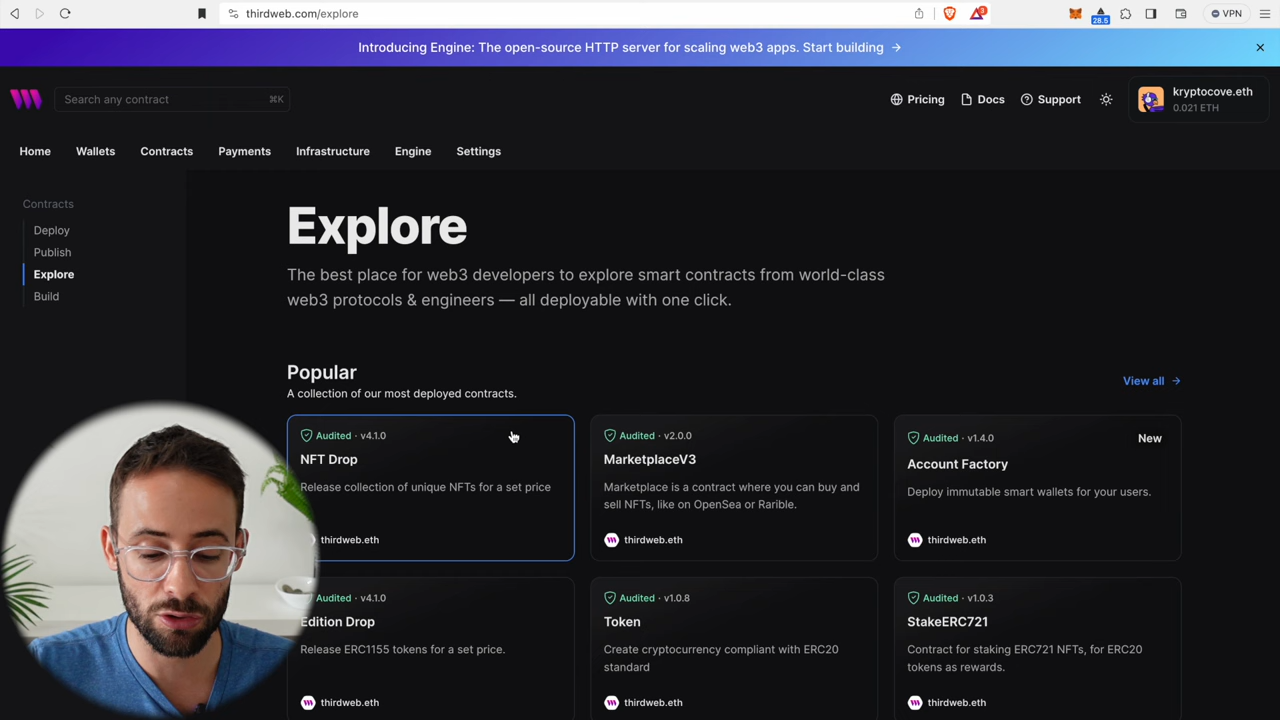 thirdweb.com/explore
3
28.5
VPN
Introducing Engine: The open-source HTTP server for scaling web3 apps. Start building →
Search any contract
⌘K
Pricing
Docs
Support
kryptocove.eth
0.021 ETH
Home
Wallets
Contracts
Payments
Infrastructure
Engine
Settings
Contracts
Deploy
Publish
Explore
Build
Explore
The best place for web3 developers to explore smart contracts from world-class
web3 protocols & engineers — all deployable with one click.
Popular
A collection of our most deployed contracts.
View all →
Audited · v4.1.0
NFT Drop
Release collection of unique NFTs for a set price
thirdweb.eth
Audited · v2.0.0
MarketplaceV3
Marketplace is a contract where you can buy and
sell NFTs, like on OpenSea or Rarible.
thirdweb.eth
Audited · v1.4.0
New
Account Factory
Deploy immutable smart wallets for your users.
thirdweb.eth
Audited · v4.1.0
Edition Drop
Release ERC1155 tokens for a set price.
thirdweb.eth
Audited · v1.0.8
Token
Create cryptocurrency compliant with ERC20
standard
thirdweb.eth
Audited · v1.0.3
StakeERC721
Contract for staking ERC721 NFTs, for ERC20
tokens as rewards.
thirdweb.eth